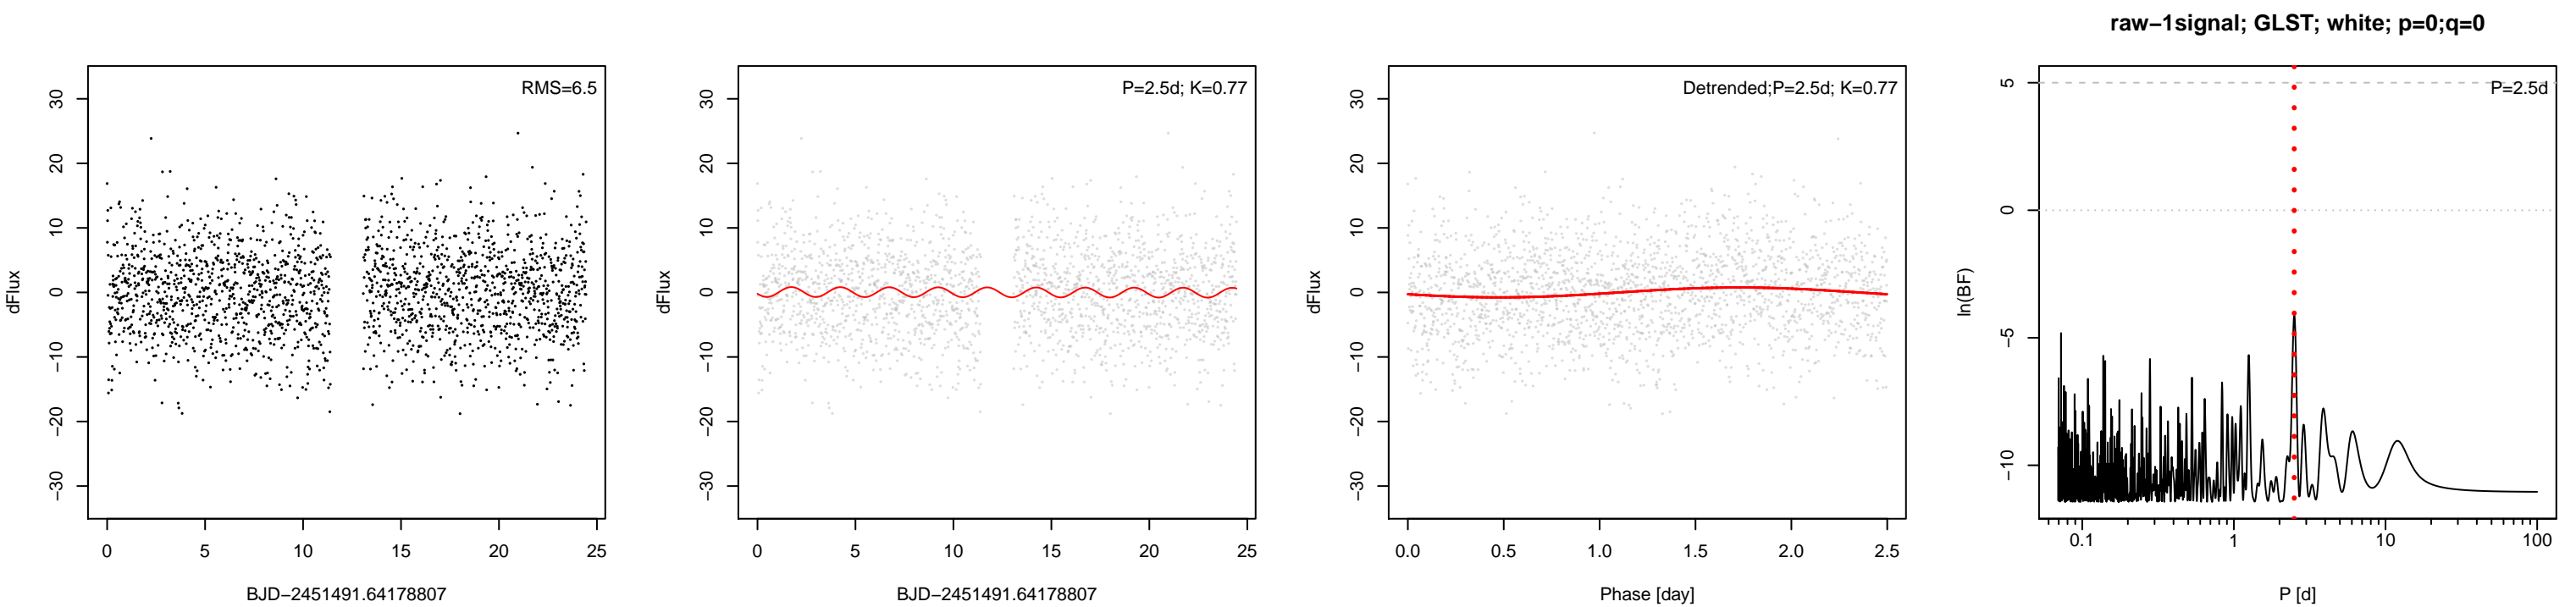 raw−1signal; GLST; white; p=0;q=0
RMS=6.5
dFlux
30
20
10
0
−10
−20
−30
0 5 10 15 20 25
BJD−2451491.64178807
P=2.5d; K=0.77
dFlux
30
20
10
0
−10
−20
−30
0 5 10 15 20 25
BJD−2451491.64178807
Detrended;P=2.5d; K=0.77
dFlux
30
20
10
0
−10
−20
−30
0.0 0.5 1.0 1.5 2.0 2.5
Phase [day]
P=2.5d
ln(BF)
5
0
−5
−10
0.1 1 10 100
P [d]